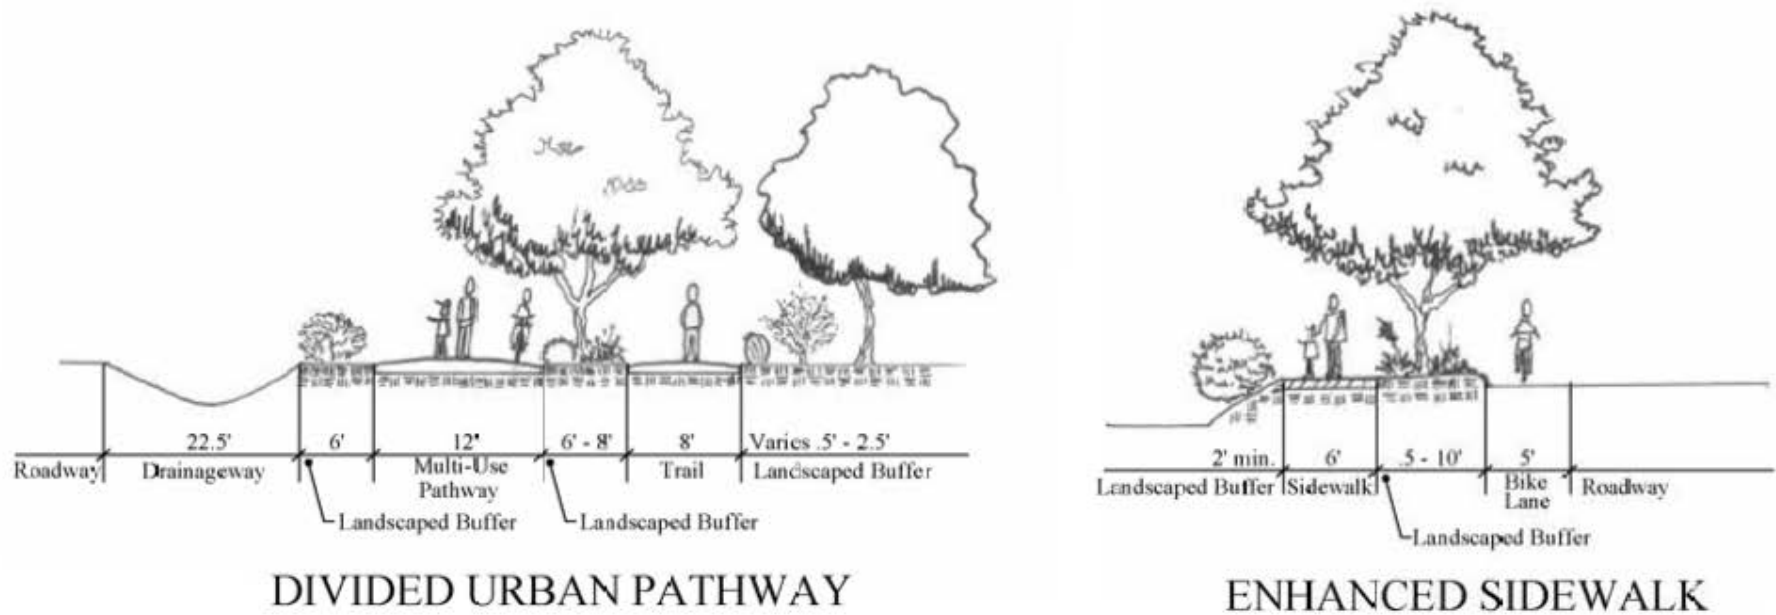 22.5' 6' 12' 6' - 8' 8' Varies .5' - 2.5'
Roadway Drainageway Multi-Use Pathway Trail Landscaped Buffer
Landscaped Buffer Landscaped Buffer
DIVIDED URBAN PATHWAY
2' min. 6' .5 - 10' 5'
Landscaped Buffer Sidewalk Bike Lane Roadway
Landscaped Buffer
ENHANCED SIDEWALK